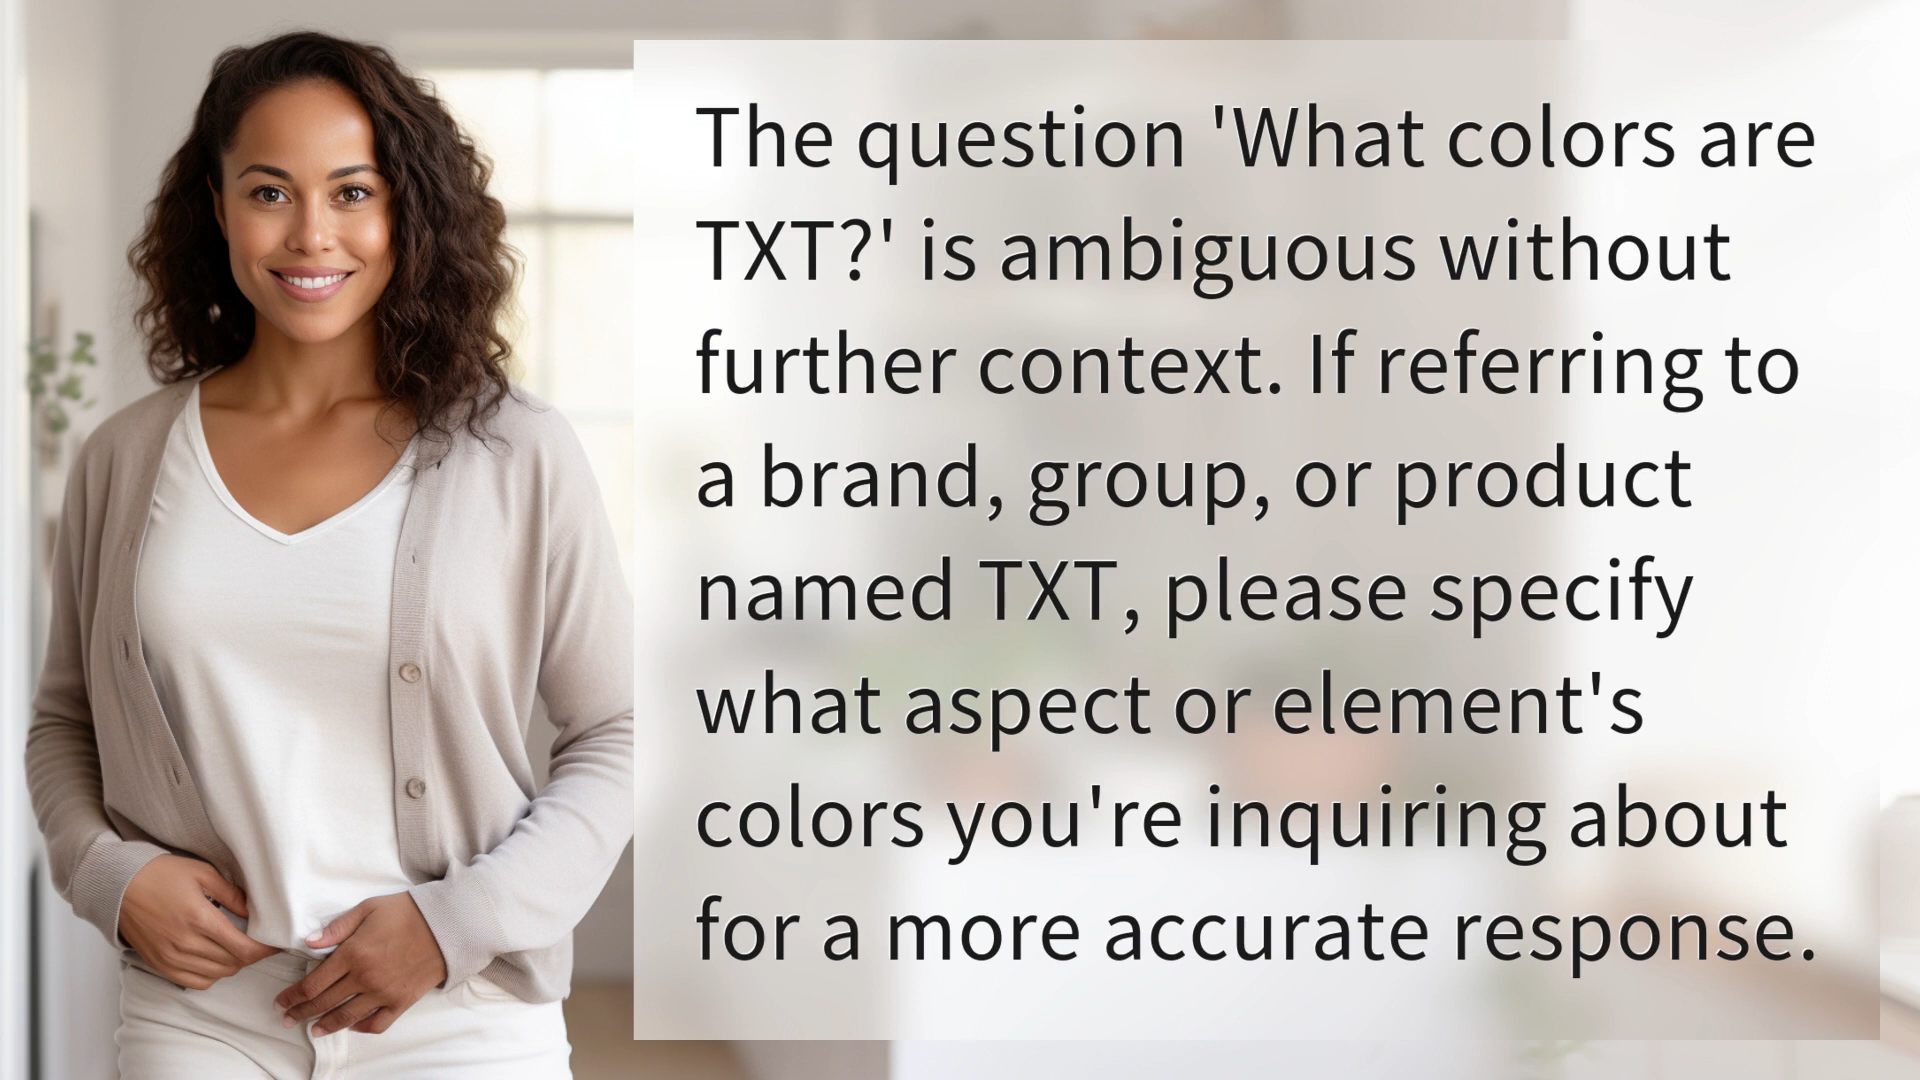 The question 'What colors are
TXT?' is ambiguous without
further context. If referring to
a brand, group, or product
named TXT, please specify
what aspect or element's
colors you're inquiring about
for a more accurate response.